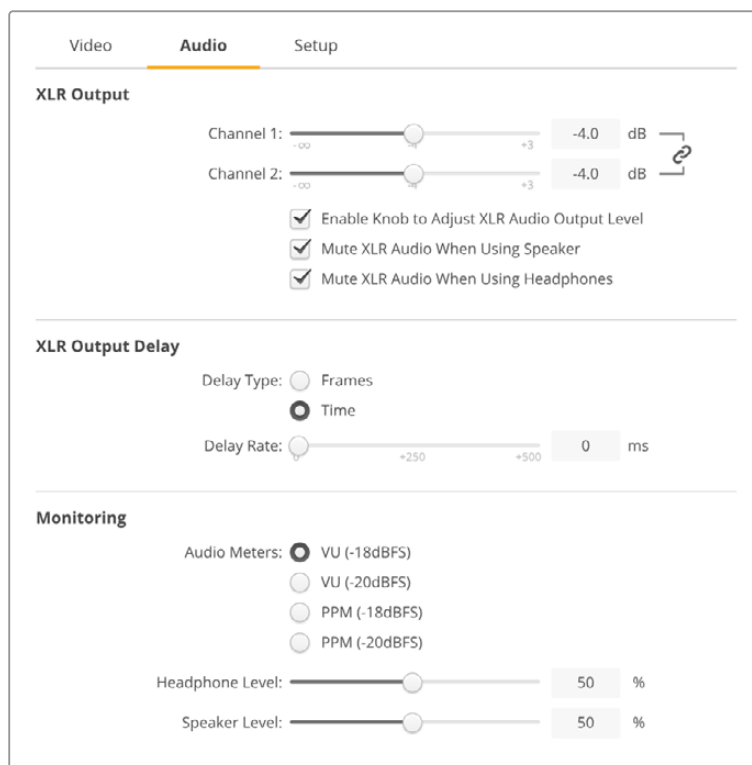 Video Audio Setup
XLR Output
Channel 1: -4.0 dB
-∞ -4 +3
Channel 2: -4.0 dB
-∞ -4 +3
Enable Knob to Adjust XLR Audio Output Level
Mute XLR Audio When Using Speaker
Mute XLR Audio When Using Headphones
XLR Output Delay
Delay Type: Frames
Time
Delay Rate: 0 ms
0 +250 +500
Monitoring
Audio Meters: VU (-18dBFS)
VU (-20dBFS)
PPM (-18dBFS)
PPM (-20dBFS)
Headphone Level: 50 %
Speaker Level: 50 %